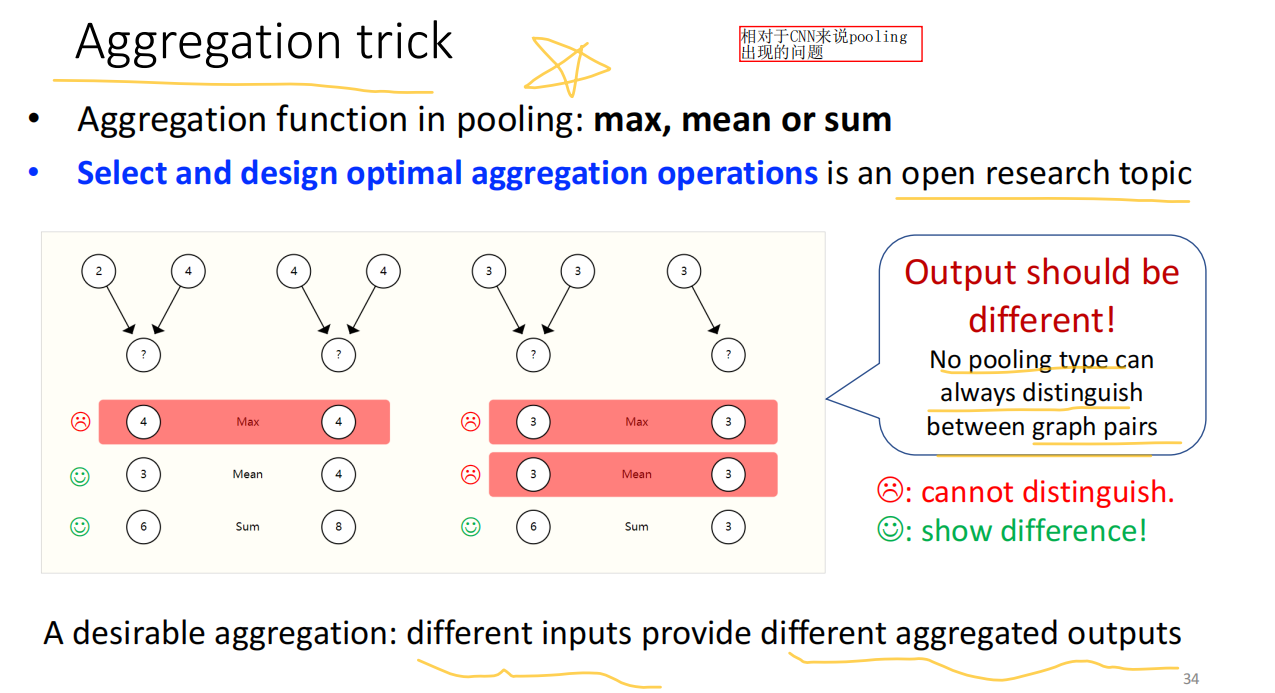 Aggregation trick
相对于CNN来说pooling
出现的问题
• Aggregation function in pooling: max, mean or sum
• Select and design optimal aggregation operations is an open research topic
2 4 4 4 3 3 3
? ? ? ?
4 Max 4 3 Max 3
3 Mean 4 3 Mean 3
6 Sum 8 6 Sum 3
Output should be
different!
No pooling type can
always distinguish
between graph pairs
☹: cannot distinguish.
☺: show difference!
A desirable aggregation: different inputs provide different aggregated outputs
34